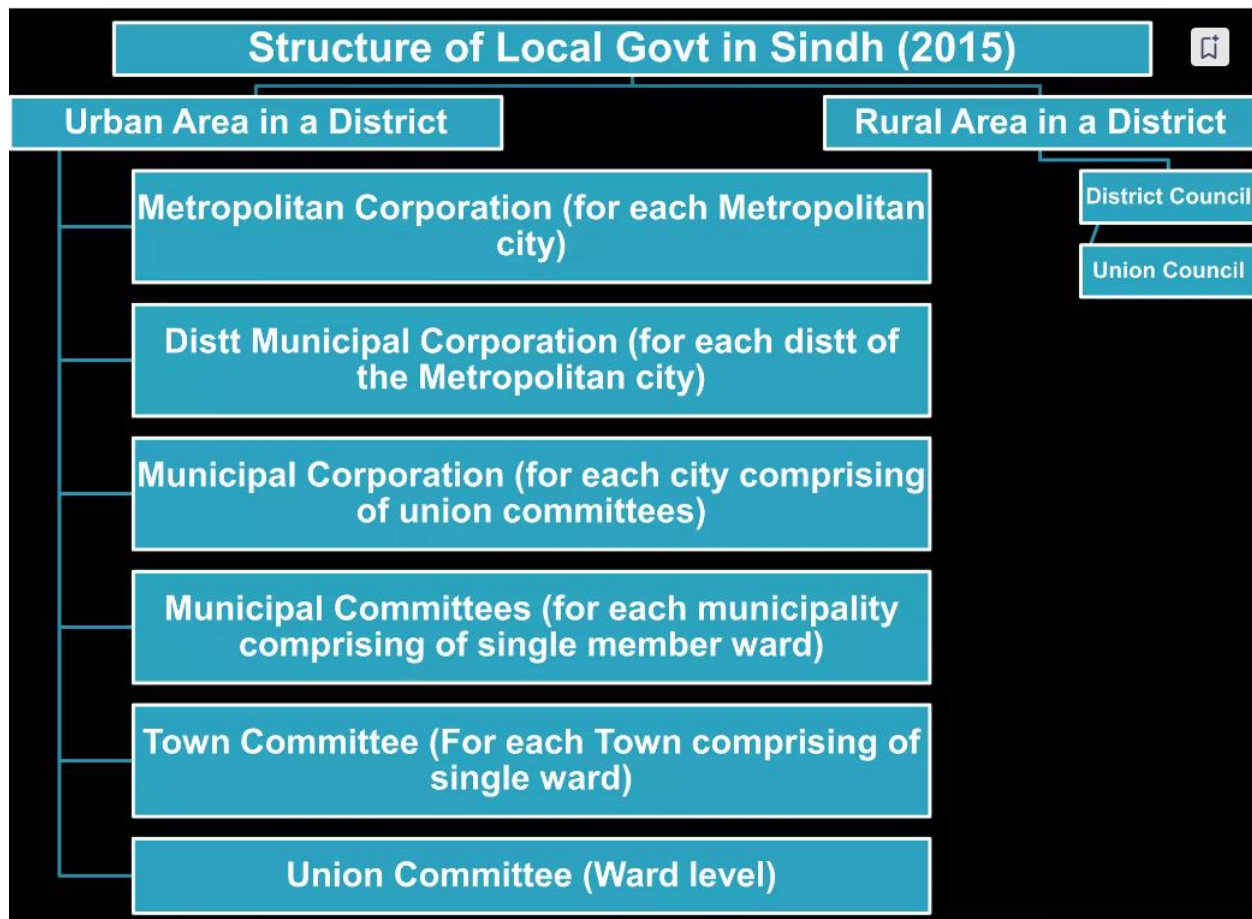 Structure of Local Govt in Sindh (2015)
Urban Area in a District
Metropolitan Corporation (for each Metropolitan
city)
Distt Municipal Corporation (for each distt of
the Metropolitan city)
Municipal Corporation (for each city comprising
of union committees)
Municipal Committees (for each municipality
comprising of single member ward)
Town Committee (For each Town comprising of
single ward)
Union Committee (Ward level)
Rural Area in a District
District Council
Union Council